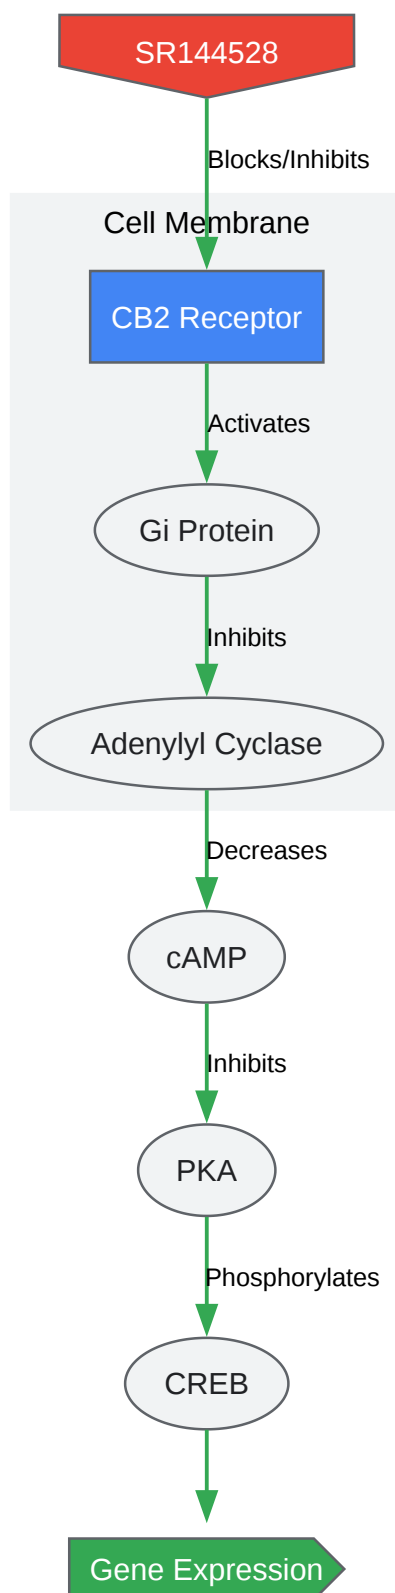 SR144528
Blocks/Inhibits
Cell Membrane
CB2 Receptor
Activates
Gi Protein
Inhibits
Adenylyl Cyclase
Decreases
cAMP
Inhibits
PKA
Phosphorylates
CREB
Gene Expression